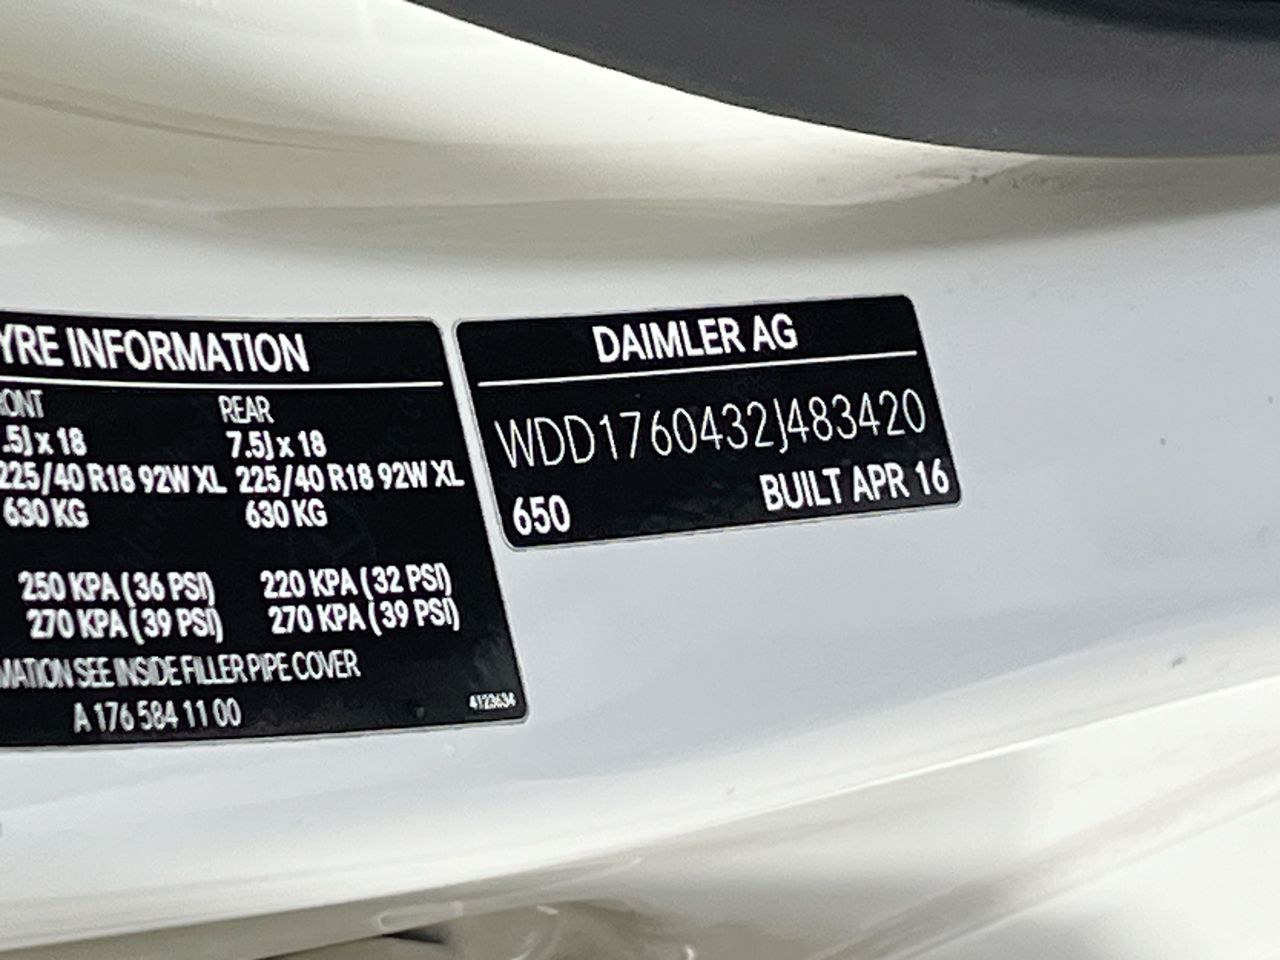 YRE INFORMATION
ONT REAR
.5J x 18 7.5J x 18
225/40 R18 92W XL 225/40 R18 92W XL
630 KG 630 KG
250 KPA (36 PSI) 220 KPA (32 PSI)
270 KPA (39 PSI) 270 KPA (39 PSI)
MATION SEE INSIDE FILLER PIPE COVER
A 176 584 11 00 4123634
DAIMLER AG
WDD1760432J483420
650 BUILT APR 16